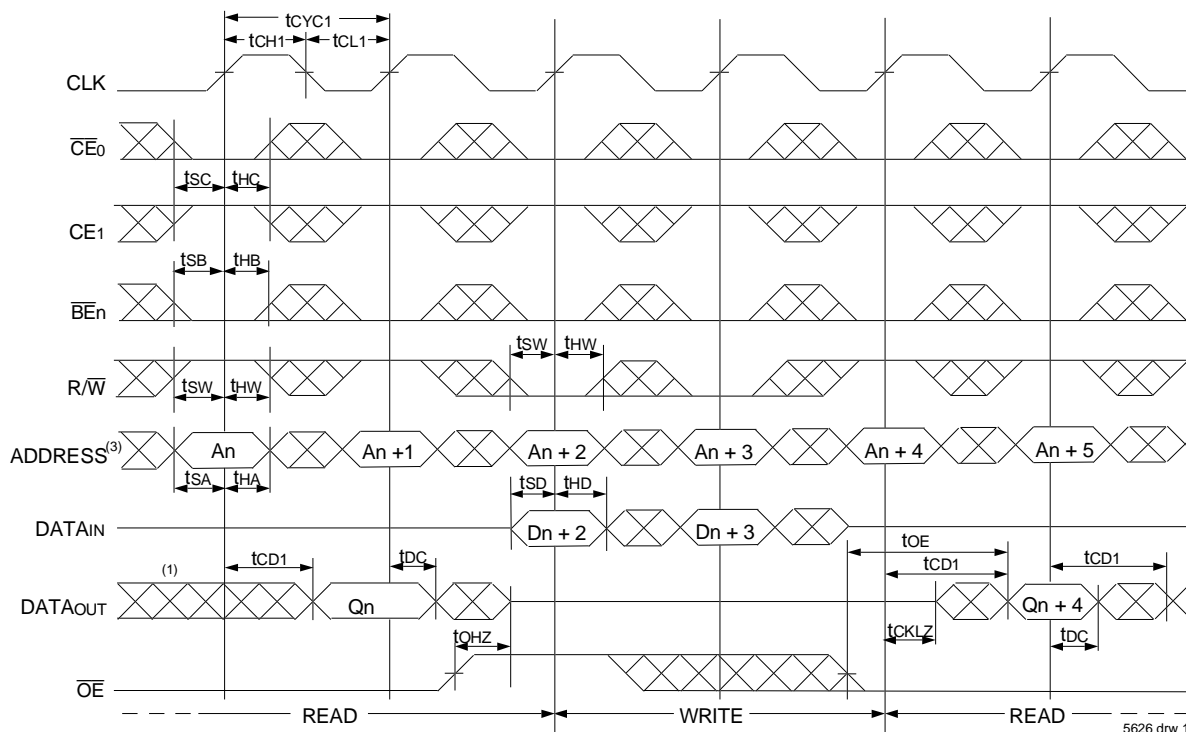 tCYC1
tCH1 tCL1
CLK
CE0
tSC tHC
CE1
tSB tHB
BEn
tSW tHW
R/W
tSW tHW
ADDRESS(3) An An +1 An + 2 An + 3 An + 4 An + 5
tSA tHA
tSD tHD
DATAIN Dn + 2 Dn + 3
tOE
(1) tCD1 tDC tCD1 tCD1
DATAOUT Qn Qn + 4
tOHZ tCKLZ tDC
OE
READ WRITE READ
5626 drw 1